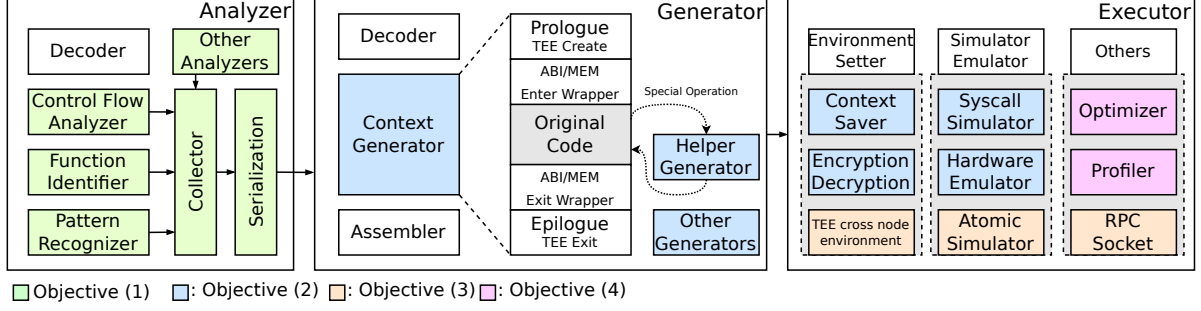 Analyzer
Decoder
Other
Analyzers
Control Flow
Analyzer
Function
Identifier
Pattern
Recognizer
Collector
Serialization
Generator
Decoder
Context
Generator
Assembler
Prologue
TEE Create
ABI/MEM
Enter Wrapper
Original
Code
ABI/MEM
Exit Wrapper
Epilogue
TEE Exit
Special Operation
Helper
Generator
Other
Generators
Executor
Environment
Setter
Context
Saver
Encryption
Decryption
TEE cross node
environment
Simulator
Emulator
Syscall
Simulator
Hardware
Emulator
Atomic
Simulator
Others
Optimizer
Profiler
RPC
Socket
Objective (1)
: Objective (2)
: Objective (3)
: Objective (4)